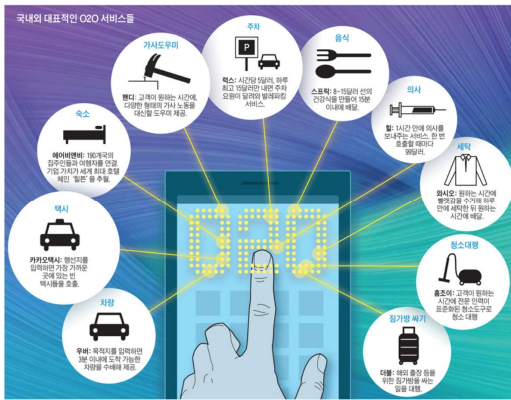 국내외 대표적인 O2O 서비스들
주차
럭스: 시간당 5달러, 하루
최고 15달러만 내면 주차
요원이 달려와 발레파킹
서비스.
음식
스프릭: 8~15달러 선의
건강식을 만들어 15분
이내에 배달.
가사도우미
핸디: 고객이 원하는 시간에,
다양한 형태의 가사 노동을
대신할 도우미 제공.
의사
힐: 1시간 안에 의사를
보내주는 서비스. 한 번
호출할 때마다
99달러.
숙소
에어비앤비: 190개국의
집주인들과 여행자를 연결.
기업 가치가 세계 최대 호텔
체인 '힐튼'을 추월.
세탁
와시오: 원하는 시간에
빨랫감을 수거해 하루
만에 세탁한 뒤 원하는
시간에 배달.
택시
카카오택시: 행선지를
입력하면 가장 가까운
곳에 있는 빈
택시들을 호출.
청소대행
홈조이: 고객이 원하는
시간에 전문 인력이
표준화된 청소도구로
청소 대행
차량
우버: 목적지를 입력하면
3분 이내에 도착 가능한
차량을 수배해 제공.
짐가방 싸기
더블: 해외 출장 등을
위한 짐가방을 싸는
일을 대행.
O2O
P